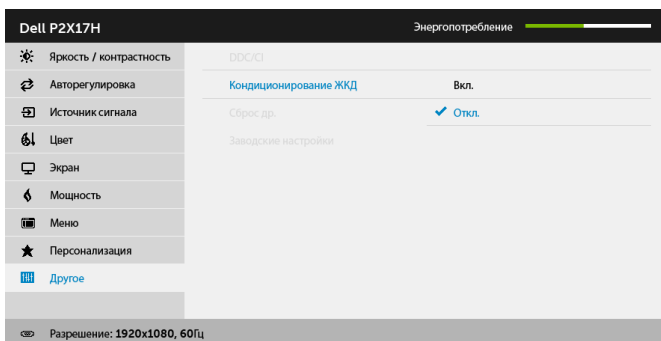 Dell P2X17H
Энергопотребление
Яркость / контрастность
DDC/CI
Авторегулировка
Кондиционирование ЖКД
Вкл.
Источник сигнала
Сброс др.
Откл.
Цвет
Заводские настройки
Экран
Мощность
Меню
Персонализация
Другое
Разрешение: 1920x1080, 60Гц